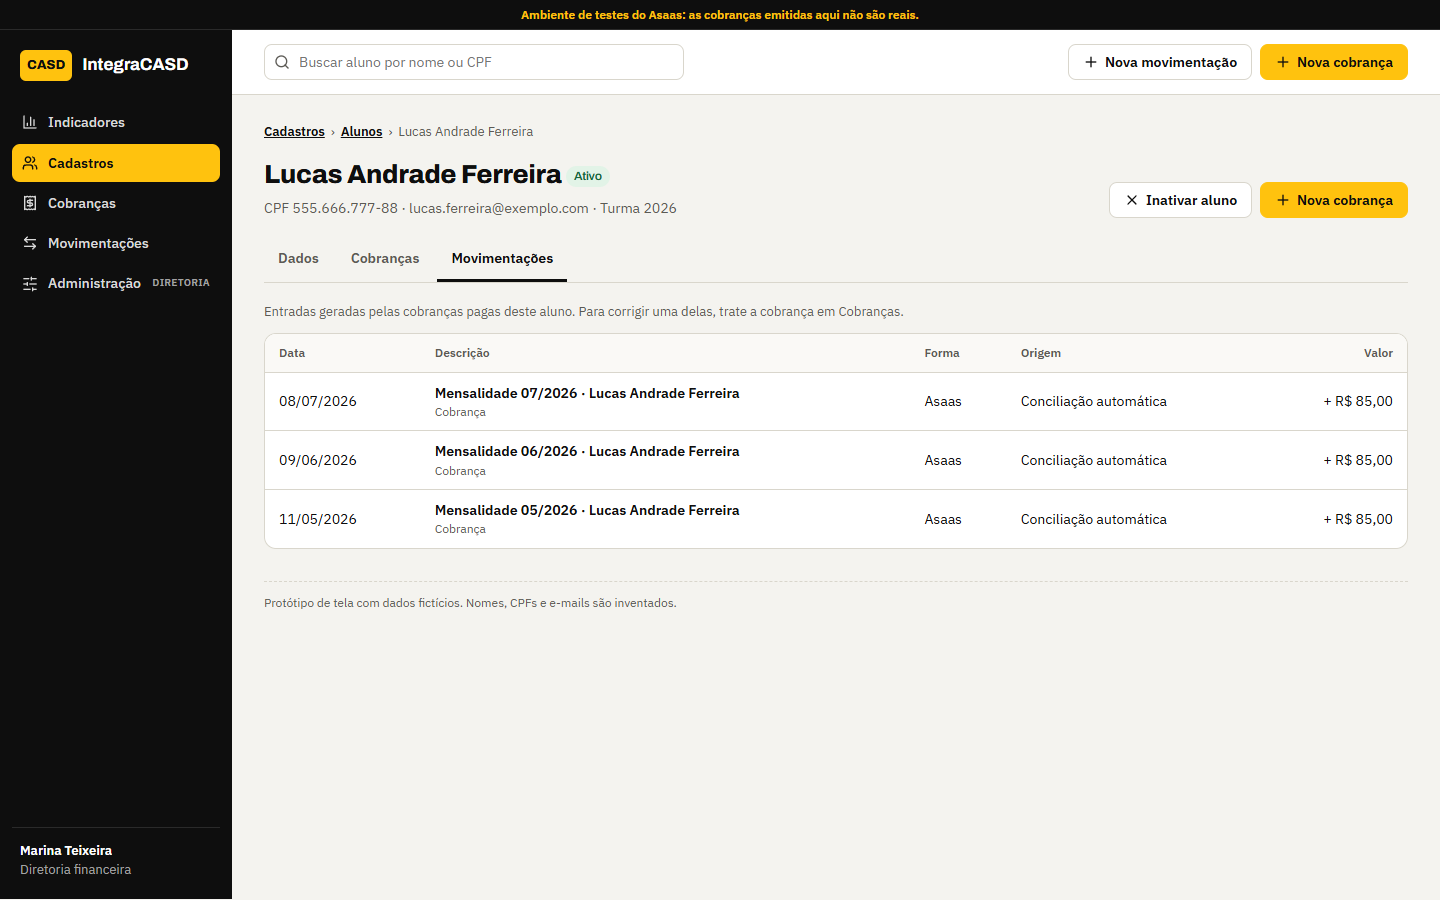 Ambiente de testes do Asaas: as cobranças emitidas aqui não são reais.
CASD IntegraCASD
Indicadores
Cadastros
Cobranças
Movimentações
Administração DIRETORIA
Marina Teixeira
Diretoria financeira
Buscar aluno por nome ou CPF
Nova movimentação
Nova cobrança
Cadastros › Alunos › Lucas Andrade Ferreira
Lucas Andrade Ferreira Ativo
CPF 555.666.777-88 · lucas.ferreira@exemplo.com · Turma 2026
Inativar aluno
Nova cobrança
Dados Cobranças Movimentações
Entradas geradas pelas cobranças pagas deste aluno. Para corrigir uma delas, trate a cobrança em Cobranças.
Data Descrição Forma Origem Valor
08/07/2026 Mensalidade 07/2026 · Lucas Andrade Ferreira Asaas Conciliação automática + R$ 85,00
Cobrança
09/06/2026 Mensalidade 06/2026 · Lucas Andrade Ferreira Asaas Conciliação automática + R$ 85,00
Cobrança
11/05/2026 Mensalidade 05/2026 · Lucas Andrade Ferreira Asaas Conciliação automática + R$ 85,00
Cobrança
Protótipo de tela com dados fictícios. Nomes, CPFs e e-mails são inventados.